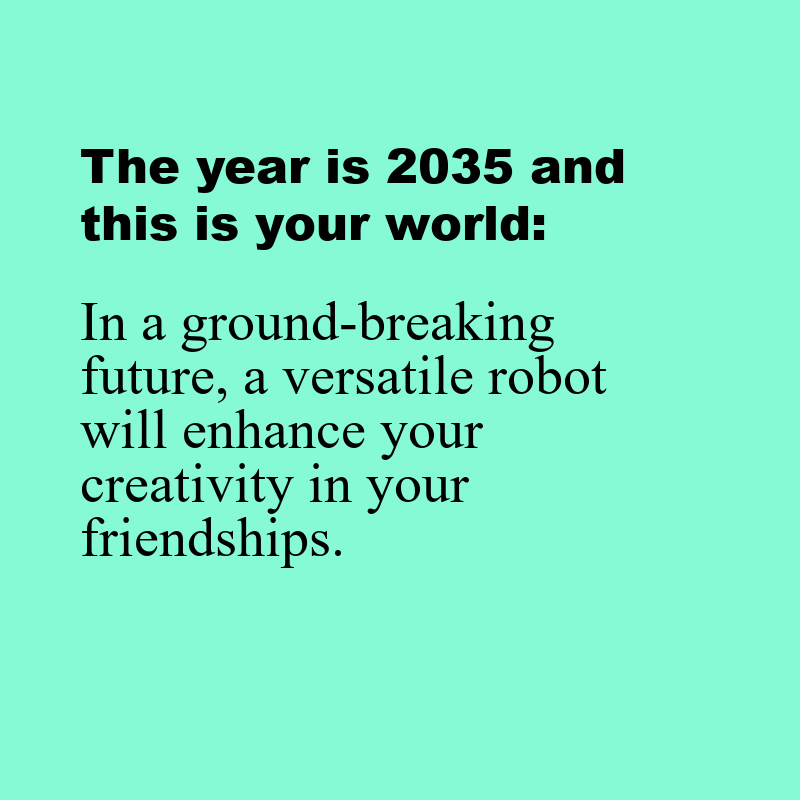 The year is 2035 and
this is your world:
In a ground-breaking
future, a versatile robot
will enhance your
creativity in your
friendships.